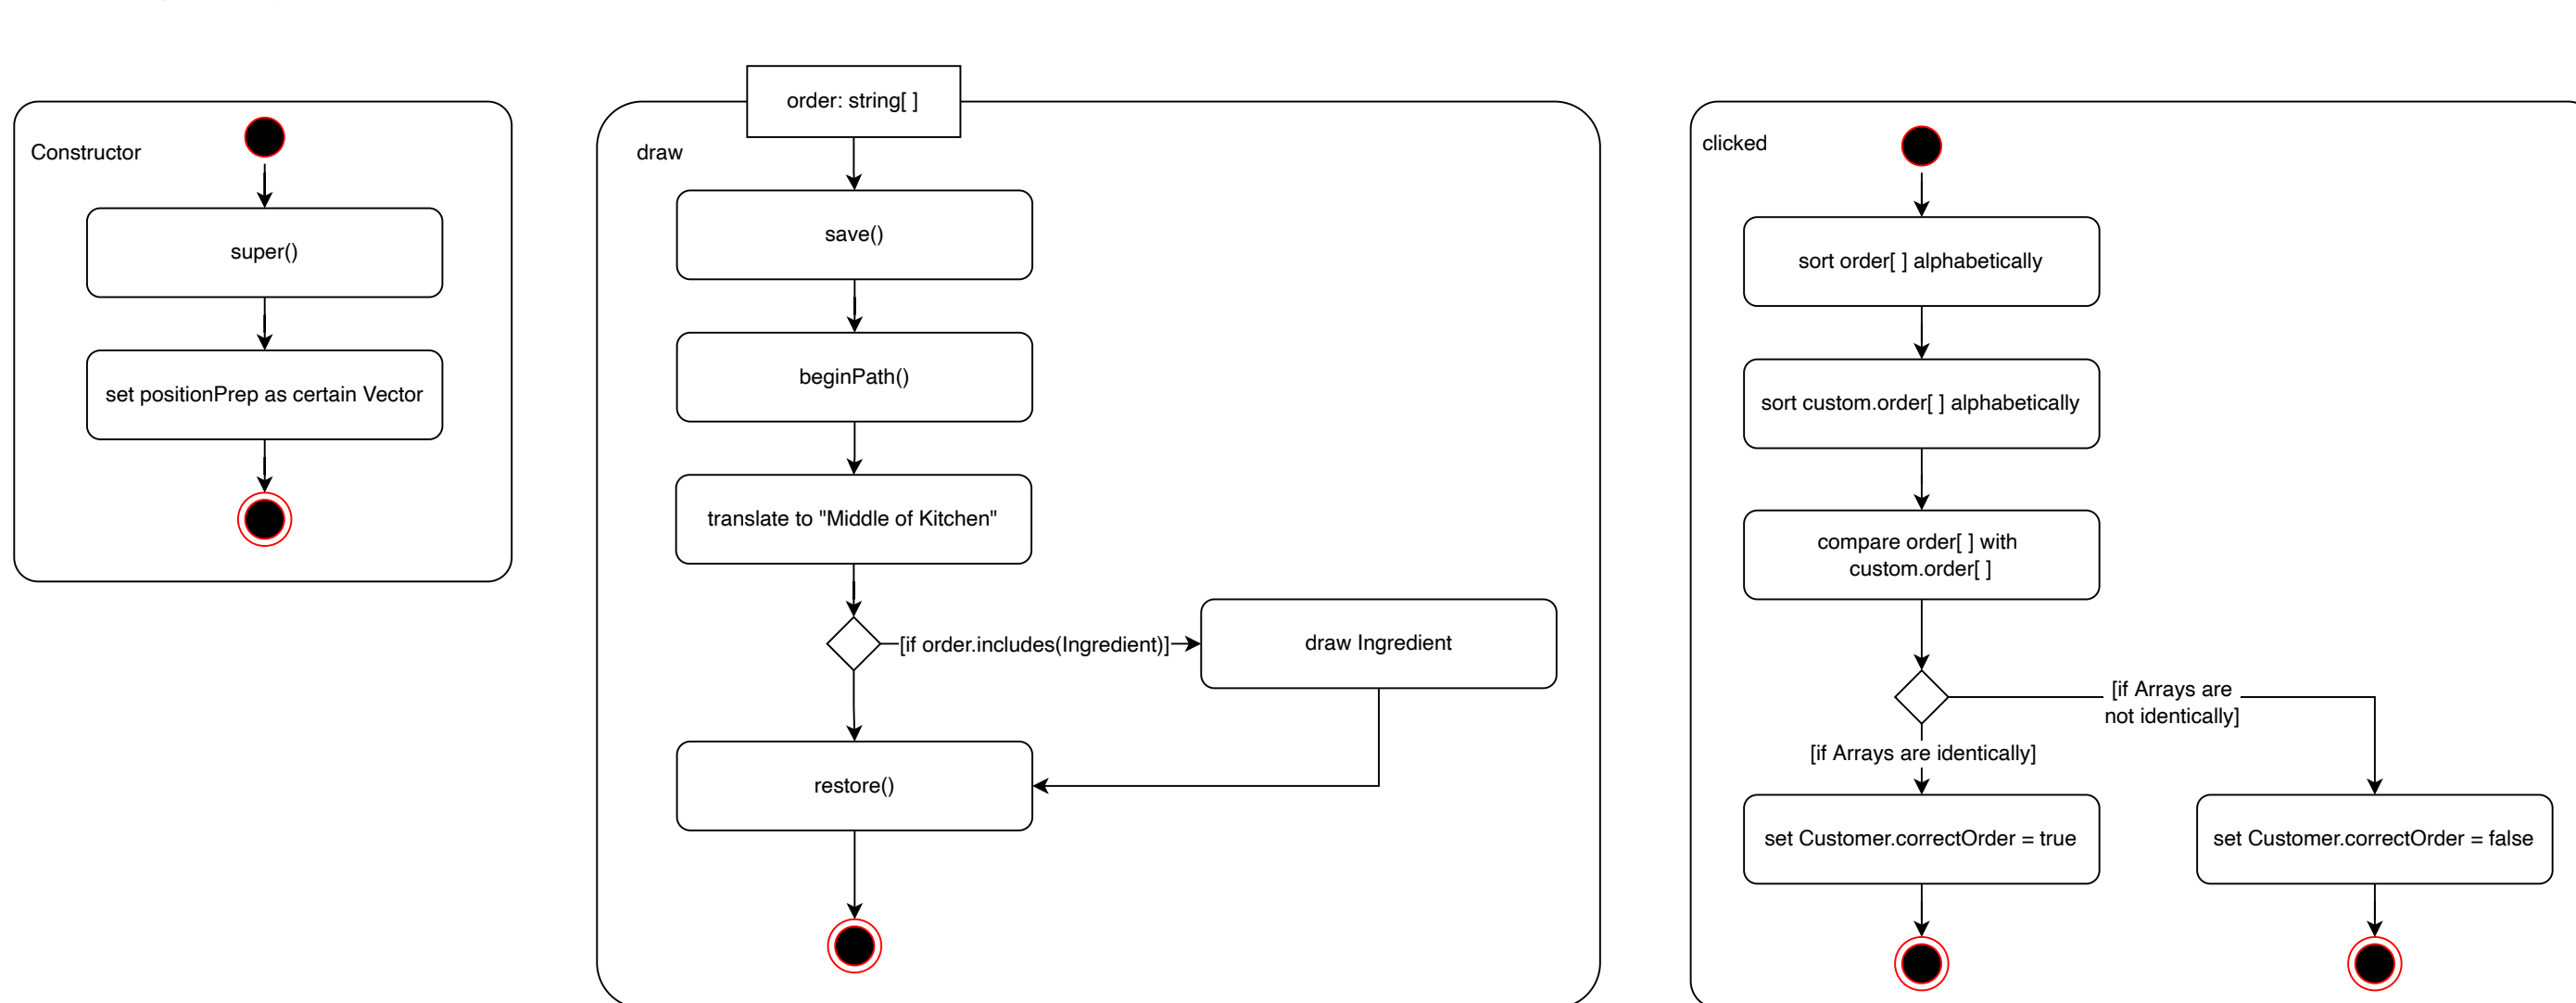 Constructor
super()
set positionPrep as certain Vector
order: string[ ]
draw
save()
beginPath()
translate to "Middle of Kitchen"
[if order.includes(Ingredient)]
draw Ingredient
restore()
clicked
sort order[ ] alphabetically
sort custom.order[ ] alphabetically
compare order[ ] with
custom.order[ ]
[if Arrays are
not identically]
[if Arrays are identically]
set Customer.correctOrder = true
set Customer.correctOrder = false